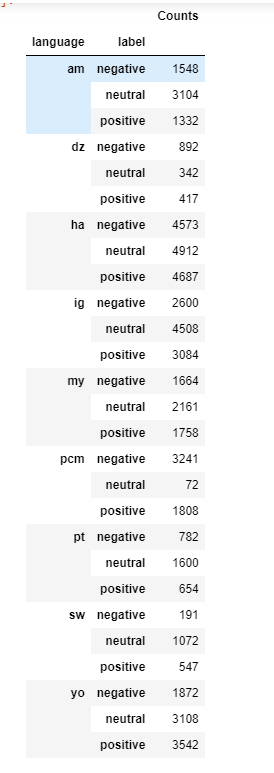 Counts
language label
am negative 1548
neutral 3104
positive 1332
dz negative 892
neutral 342
positive 417
ha negative 4573
neutral 4912
positive 4687
ig negative 2600
neutral 4508
positive 3084
my negative 1664
neutral 2161
positive 1758
pcm negative 3241
neutral 72
positive 1808
pt negative 782
neutral 1600
positive 654
sw negative 191
neutral 1072
positive 547
yo negative 1872
neutral 3108
positive 3542